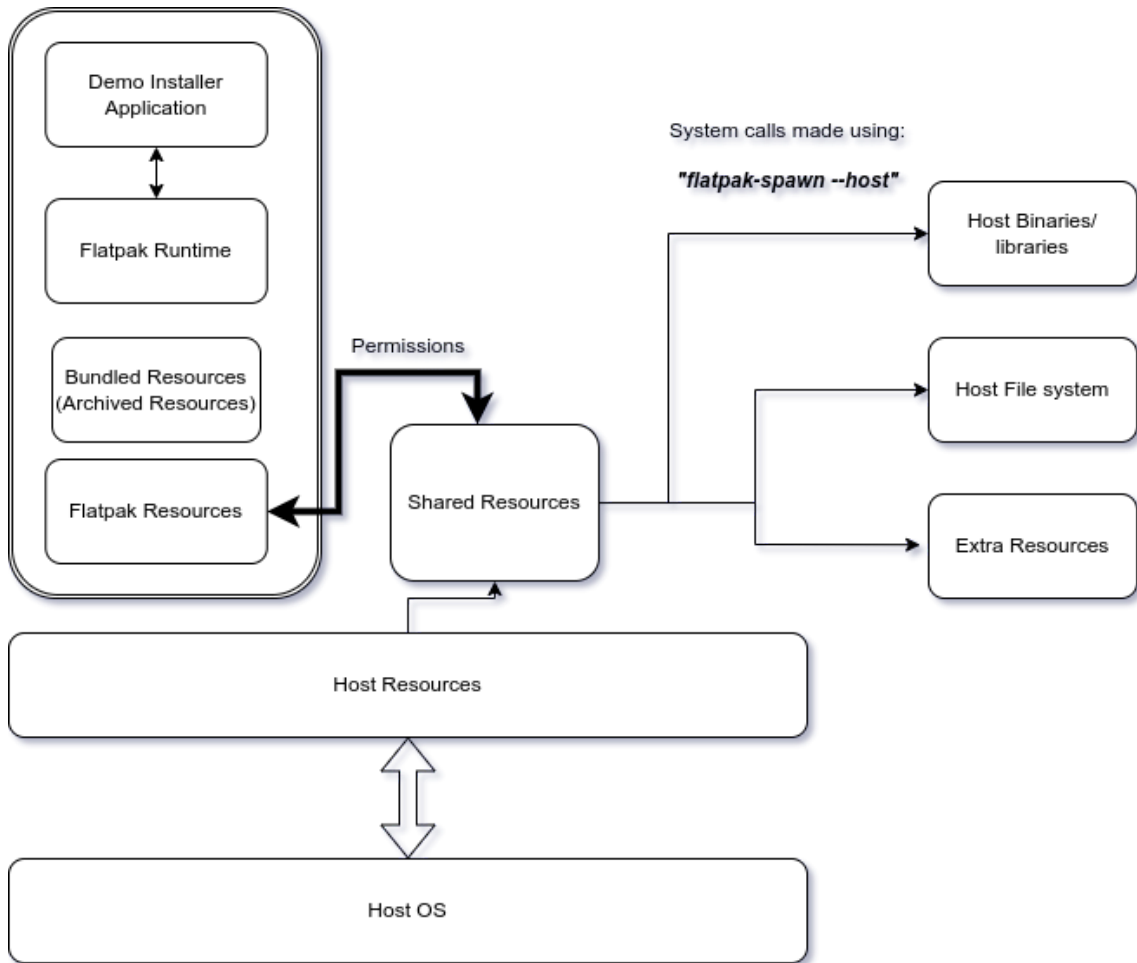 Demo Installer
Application
System calls made using:
"flatpak-spawn --host"
Flatpak Runtime
Host Binaries/
libraries
Permissions
Bundled Resources
(Archived Resources)
Host File system
Flatpak Resources
Shared Resources
Extra Resources
Host Resources
Host OS